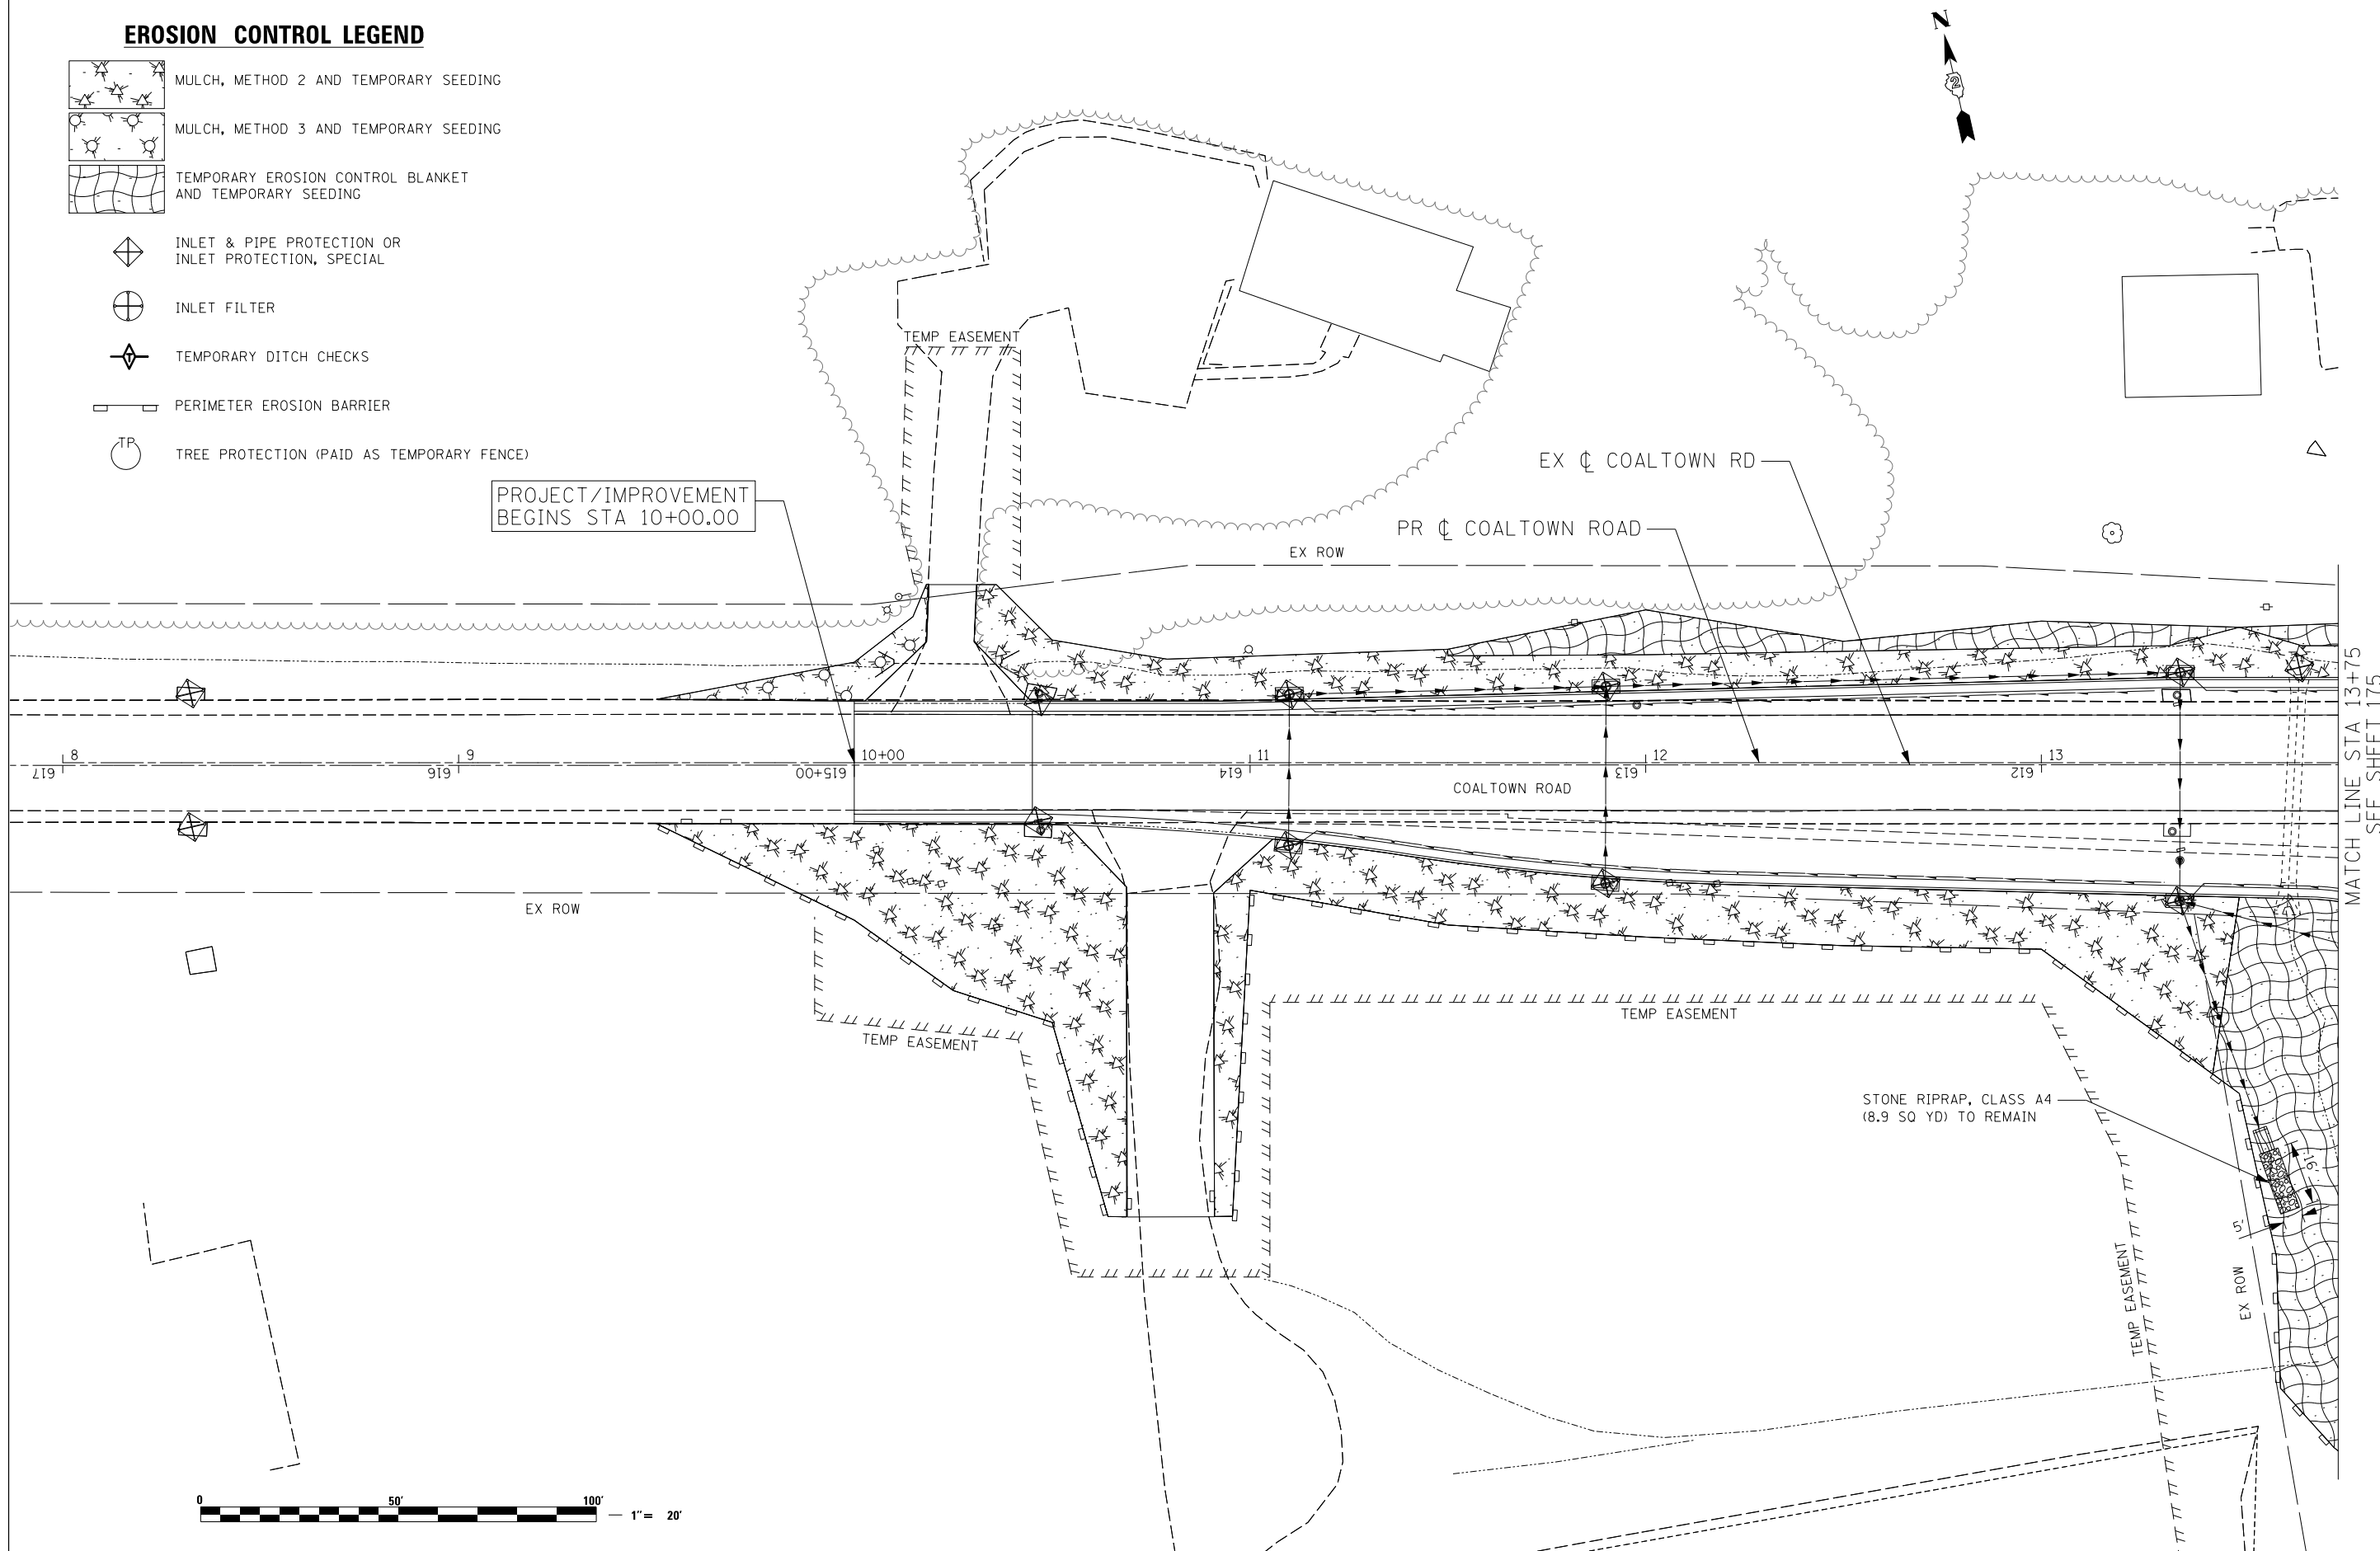 EROSION CONTROL LEGEND
MULCH, METHOD 2 AND TEMPORARY SEEDING
MULCH, METHOD 3 AND TEMPORARY SEEDING
TEMPORARY EROSION CONTROL BLANKET
AND TEMPORARY SEEDING
INLET & PIPE PROTECTION OR
INLET PROTECTION, SPECIAL
INLET FILTER
T
TEMPORARY DITCH CHECKS
PERIMETER EROSION BARRIER
TP
TREE PROTECTION (PAID AS TEMPORARY FENCE)
N
2
TEMP EASEMENT
PROJECT/IMPROVEMENT
BEGINS STA 10+00.00
EX ℄ COALTOWN RD
PR ℄ COALTOWN ROAD
EX ROW
8
9
10+00
11
12
13
617
616
615+00
614
613
612
COALTOWN ROAD
MATCH LINE STA 13+75
SEE SHEET 175
EX ROW
TEMP EASEMENT
TEMP EASEMENT
STONE RIPRAP, CLASS A4
(8.9 SQ YD) TO REMAIN
16'
5'
TEMP EASEMENT
EX ROW
0
50'
100'
1"= 20'